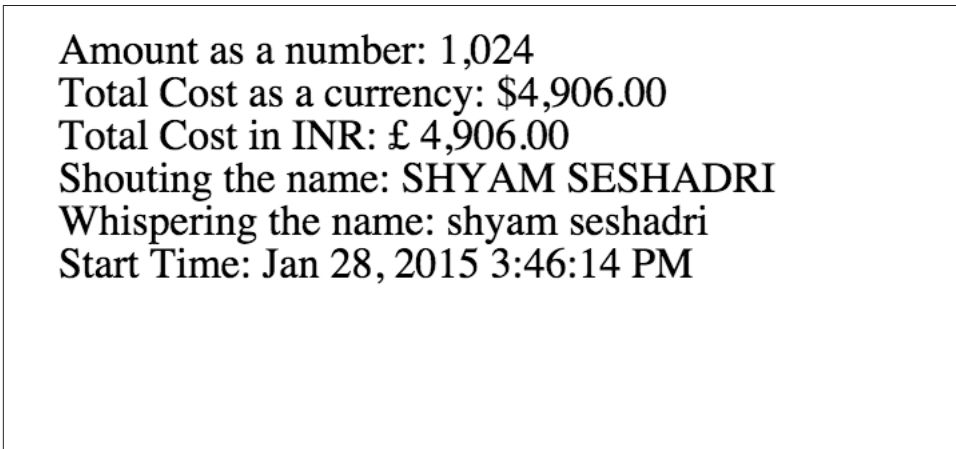 Amount as a number: 1,024
Total Cost as a currency: $4,906.00
Total Cost in INR: £ 4,906.00
Shouting the name: SHYAM SESHADRI
Whispering the name: shyam seshadri
Start Time: Jan 28, 2015 3:46:14 PM